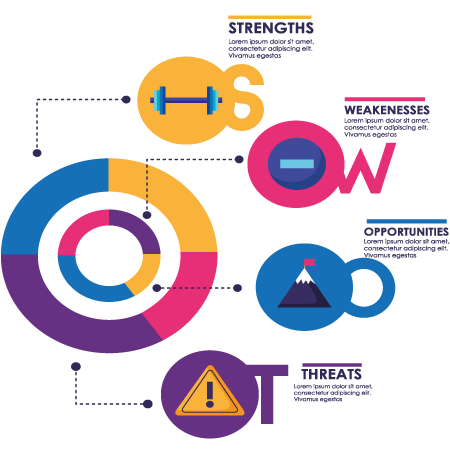 STRENGTHS
Lorem ipsum dolor si amet,
consectetur adipiscing elit.
Vivamus egestas
S
WEAKENESSES
Lorem ipsum dolor sit amet,
consectetur adipiscing elit.
Vivamus egestas
W
OPPORTUNITIES
Lorem ipsum dolor sit amet,
consectetur adipiscing elit.
Vivamus egestas
O
THREATS
Lorem ipsum dolor sit amet,
consectetur adipiscing elit.
Vivamus egestas
T
!